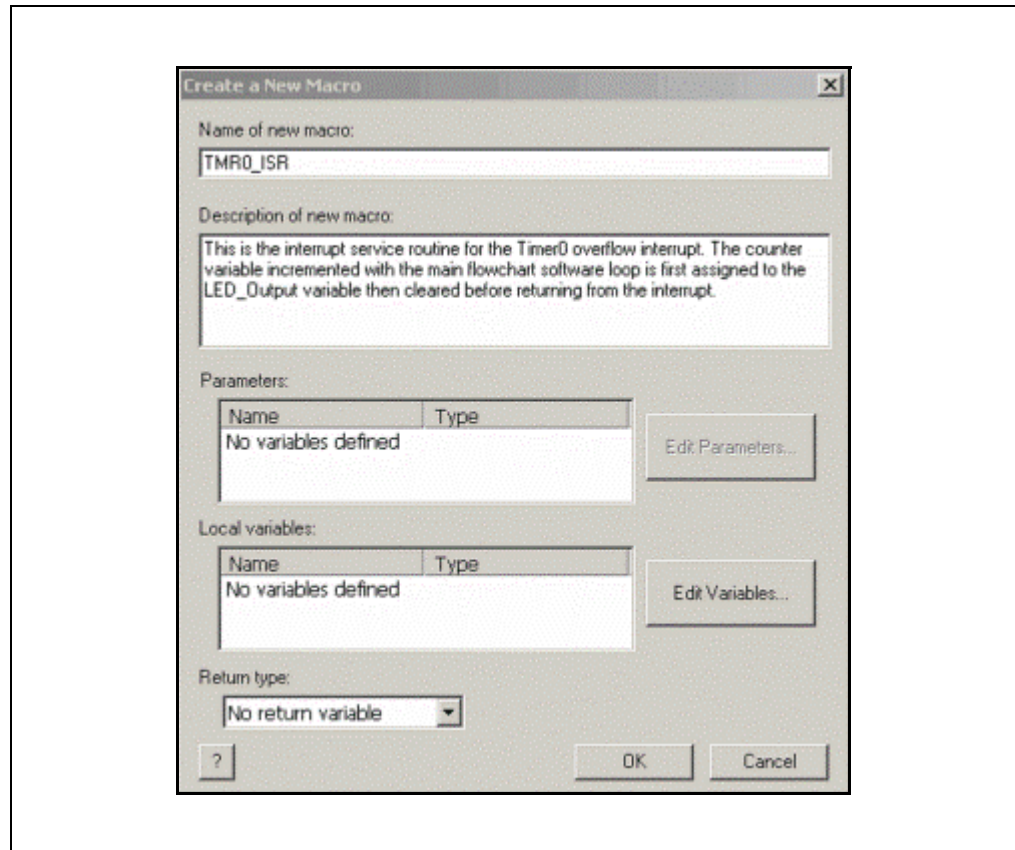 Create a New Macro
Name of new macro:
TMR0_ISR
Description of new macro:
This is the interrupt service routine for the Timer0 overflow interrupt. The counter
variable incremented with the main flowchart software loop is first assigned to the
LED_Output variable then cleared before returning from the interrupt.
Parameters:
Name Type
No variables defined
Edit Parameters...
Local variables:
Name Type
No variables defined
Edit Variables...
Return type:
No return variable
? OK Cancel